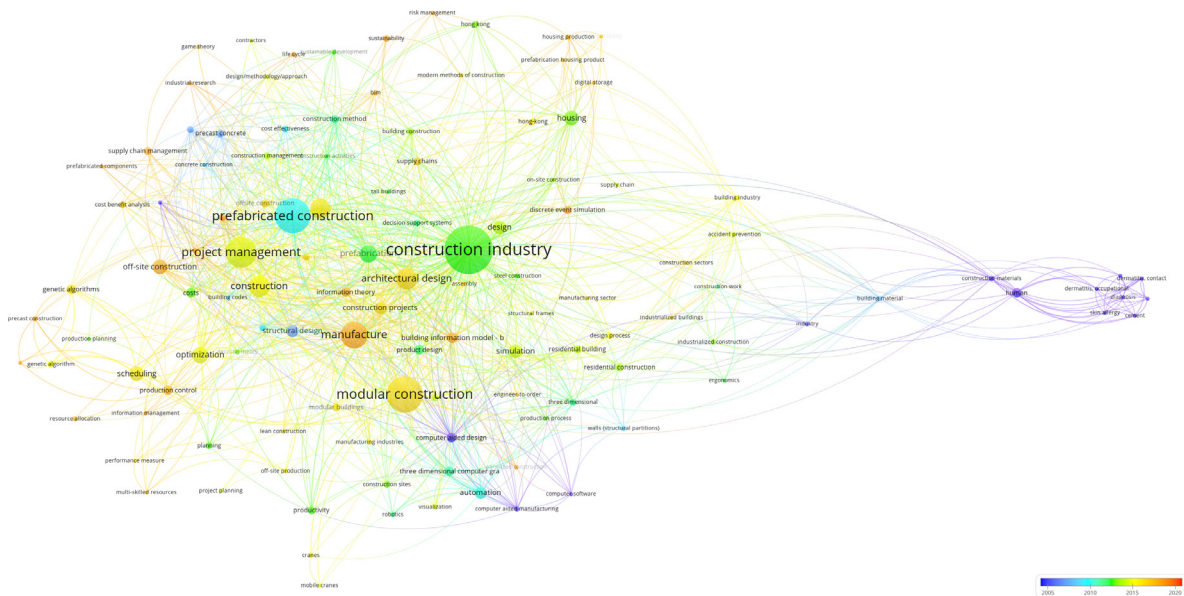 risk management
hong kong
housing production
sustainability
contractors
game theory
sustainable development
life cycle
prefabrication housing product
design/methodology/approach
modern methods of construction
industrial research
digital storage
bim
construction method
housing
hong-kong
cost effectiveness
precast concrete
building construction
supply chain management
construction management
construction activities
supply chains
prefabricated components
concrete construction
on-site construction
supply chain
tall buildings
building industry
cost benefit analysis
offsite construction
discrete event simulation
prefabricated construction
decision support systems
design
accident prevention
project management
prefabrication
construction industry
off-site construction
construction sectors
steel construction
architectural design
construction materials
dermatitis, contact
assembly
construction
construction work
dermatitis, occupational
genetic algorithms
costs
information theory
human
building codes
manufacturing sector
building material
diagnosis
construction projects
structural frames
skin allergy
cement
precast construction
industrialized buildings
industry
structural design
manufacture
design process
production planning
building information model - b
industrialized construction
product design
simulation
residential building
optimization
genetic algorithm
residential construction
scheduling
ergonomics
production control
modular construction
engineer-to-order
three dimensional
modular buildings
information management
resource allocation
production process
lean construction
walls (structural partitions)
computer aided design
manufacturing industries
planning
performance measure
off-site production
three dimensional computer gra
construction sites
multi-skilled resources
project planning
automation
computer software
visualization
computer aided manufacturing
productivity
robotics
cranes
mobile cranes
2005
2010
2015
2020